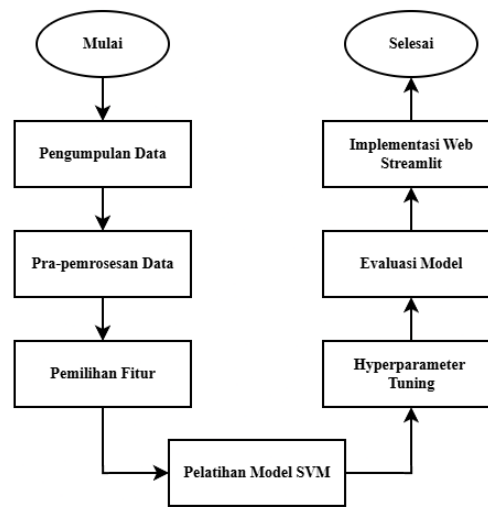 Mulai
Pengumpulan Data
Pra-pemrosesan Data
Pemilihan Fitur
Pelatihan Model SVM
Hyperparameter
Tuning
Evaluasi Model
Implementasi Web
Streamlit
Selesai